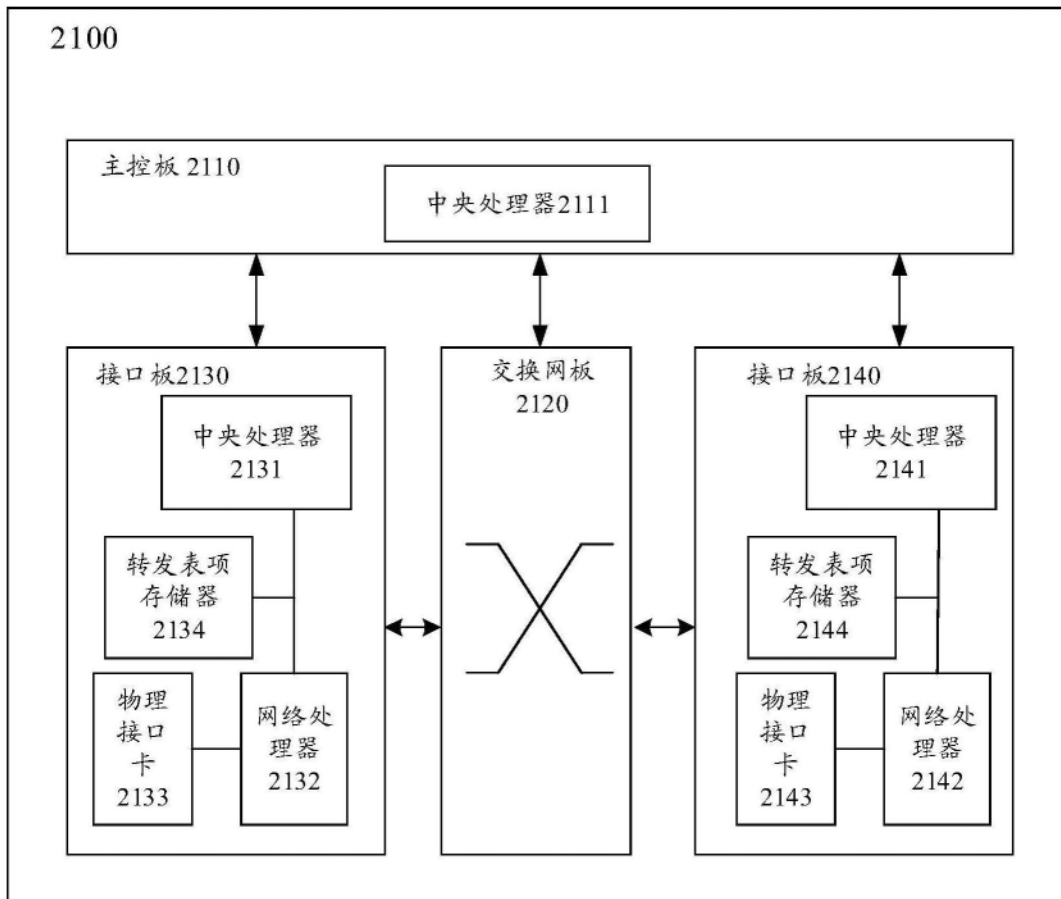 2100
主控板 2110
中央处理器2111
接口板2130
中央处理器
2131
转发表项
存储器
2134
物理
接口
卡
2133
网络处
理器
2132
交换网板
2120
接口板2140
中央处理器
2141
转发表项
存储器
2144
物理
接口
卡
2143
网络处
理器
2142